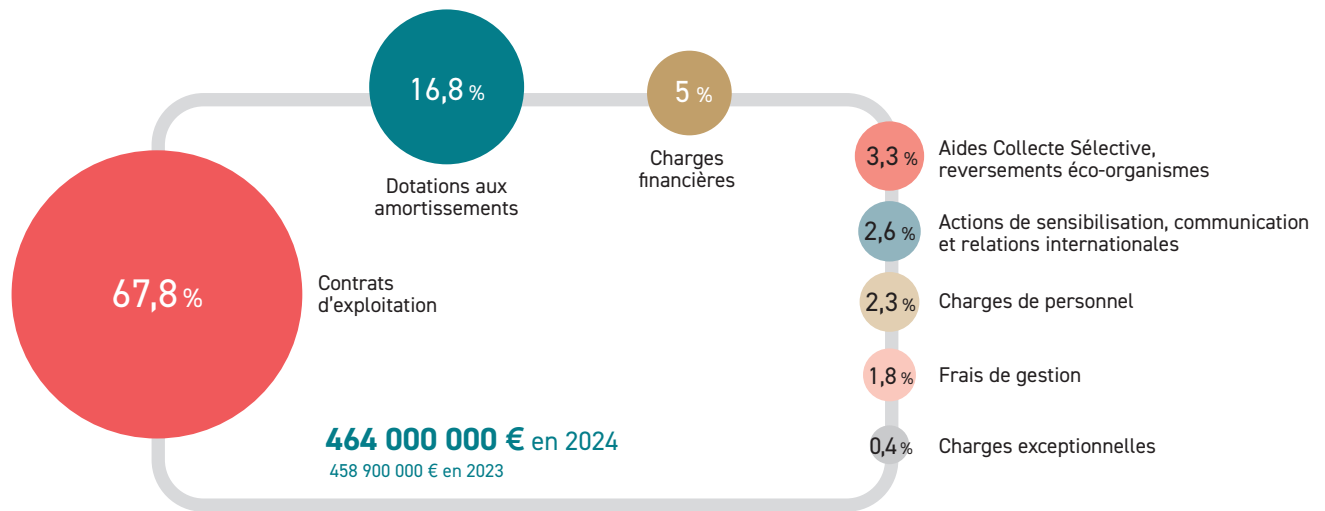 16,8 %
Dotations aux
amortissements
5 %
Charges
financières
67,8 %
Contrats
d'exploitation
3,3 %
Aides Collecte Sélective,
reversements éco-organismes
2,6 %
Actions de sensibilisation, communication
et relations internationales
2,3 %
Charges de personnel
1,8 %
Frais de gestion
0,4 %
Charges exceptionnelles
464 000 000 € en 2024
458 900 000 € en 2023